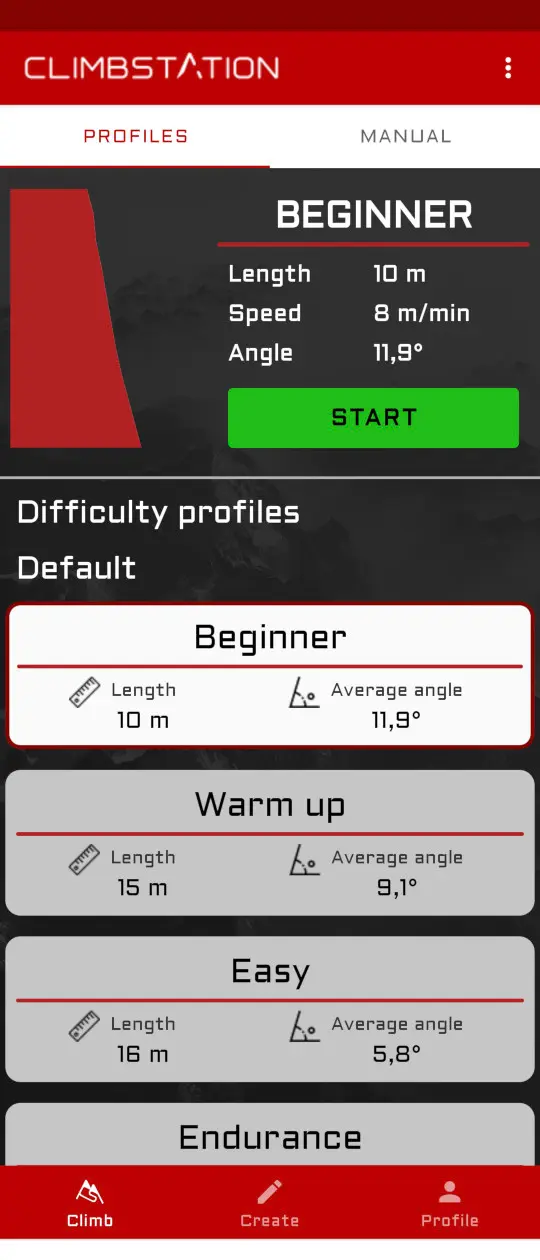 CLIMBSTATION
PROFILES MANUAL
BEGINNER
Length 10 m
Speed 8 m/min
Angle 11,9°
START
Difficulty profiles
Default
Beginner
Length Average angle
10 m 11,9°
Warm up
Length Average angle
15 m 9,1°
Easy
Length Average angle
16 m 5,8°
Endurance
Climb Create Profile